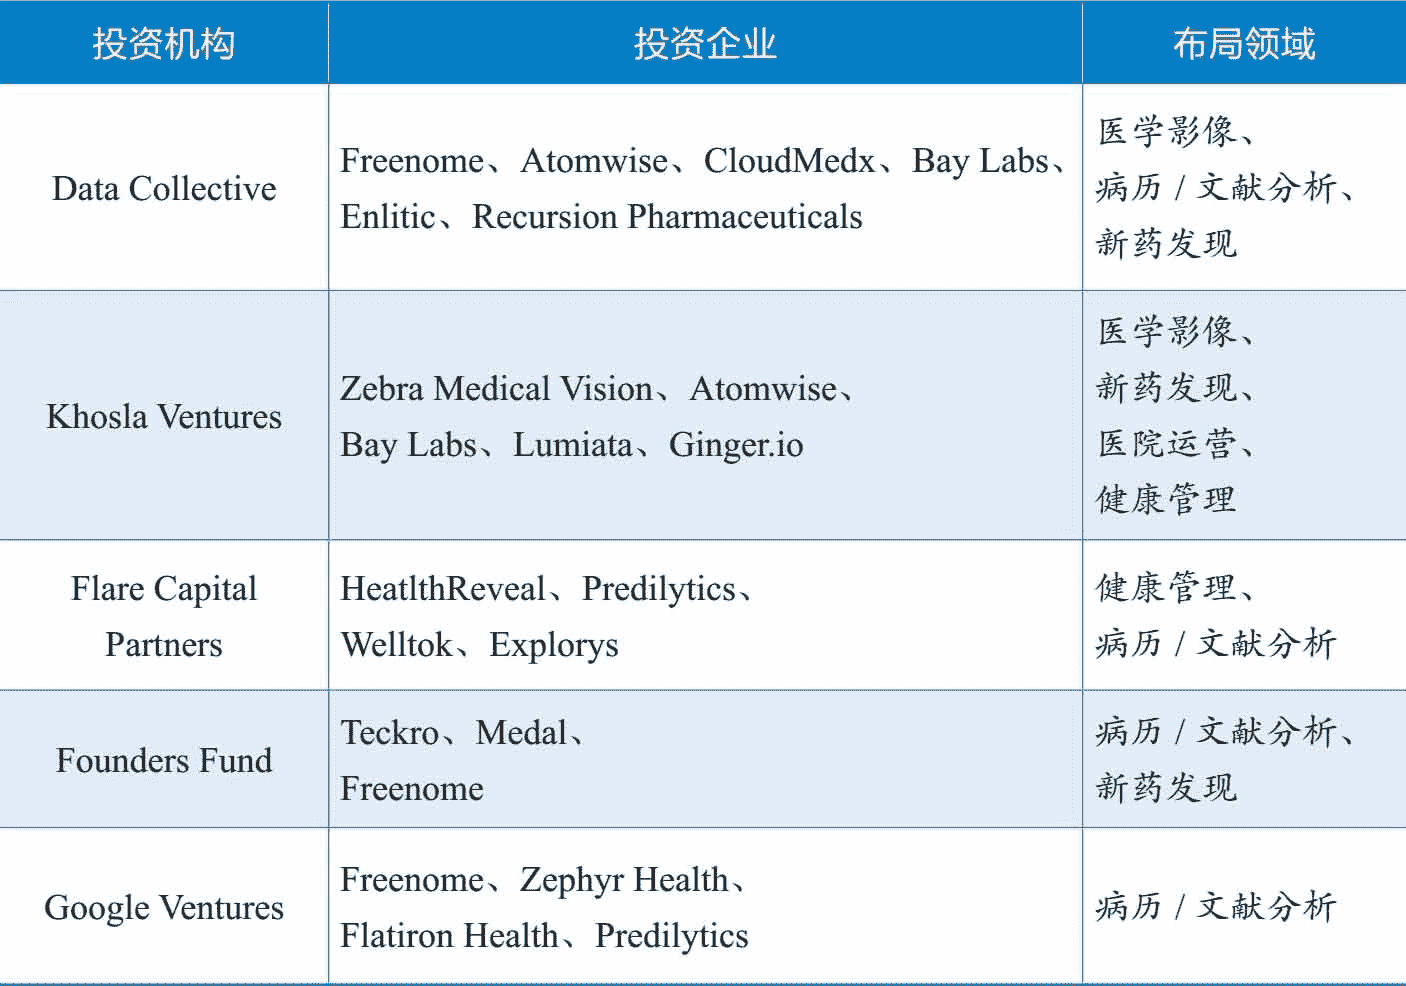 投资机构 投资企业 布局领域
Data Collective
Freenome、Atomwise、CloudMedx、Bay Labs、
Enlitic、Recursion Pharmaceuticals
医学影像、
病历 / 文献分析、
新药发现
Khosla Ventures
Zebra Medical Vision、Atomwise、
Bay Labs、Lumiata、Ginger.io
医学影像、
新药发现、
医院运营、
健康管理
Flare Capital
Partners
HeatlthReveal、Predilytics、
Welltok、Explorys
健康管理、
病历 / 文献分析
Founders Fund
Teckro、Medal、
Freenome
病历 / 文献分析、
新药发现
Google Ventures
Freenome、Zephyr Health、
Flatiron Health、Predilytics
病历 / 文献分析